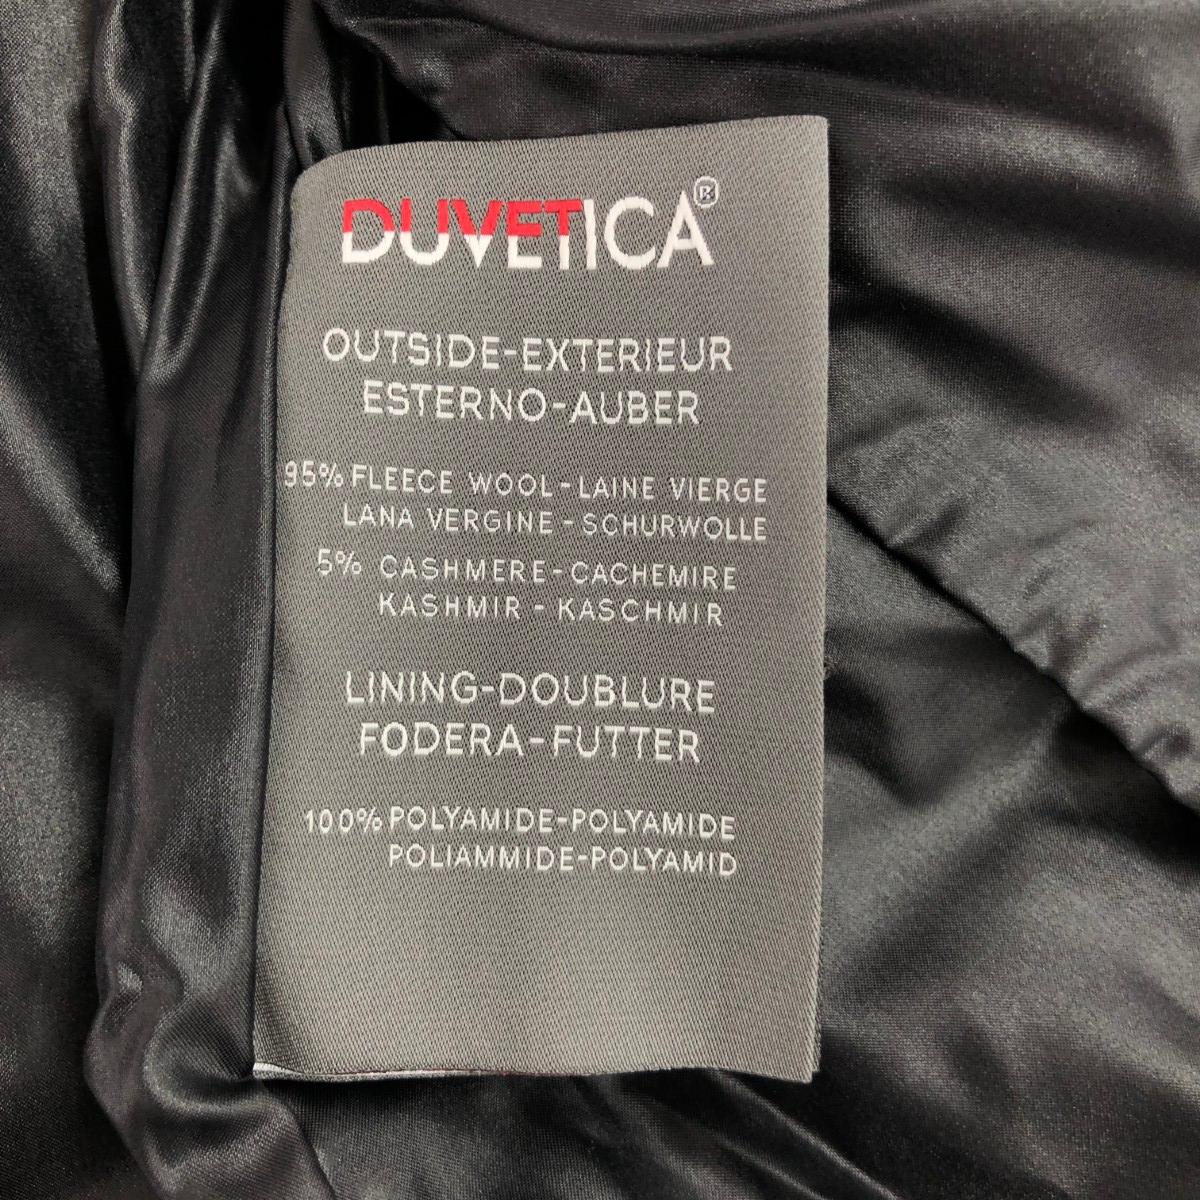 DUVETICA®
OUTSIDE-EXTERIEUR
ESTERNO-AUBER
95% FLEECE WOOL-LAINE VIERGE
LANA VERGINE - SCHURWOLLE
5% CASHMERE-CACHEMIRE
KASHMIR - KASCHMIR
LINING-DOUBLURE
FODERA-FUTTER
100% POLYAMIDE-POLYAMIDE
POLIAMMIDE-POLYAMID